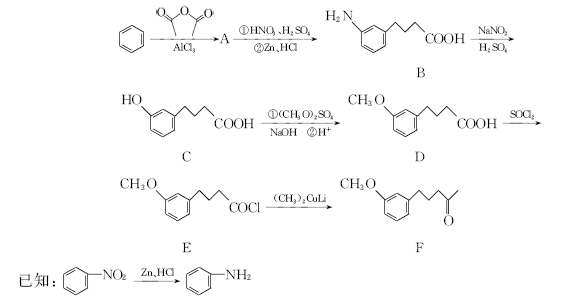 O O O
AlCl₃ A ①HNO₃、H₂SO₄ ②Zn、HCl H₂N COOH NaNO₂ H₂SO₄
B
HO COOH ①(CH₃O)₂SO₄ NaOH ②H⁺ CH₃O COOH SOCl₂
C D
CH₃O COCl (CH₃)₂CuLi CH₃O O
E F
已知: NO₂ Zn、HCl NH₂